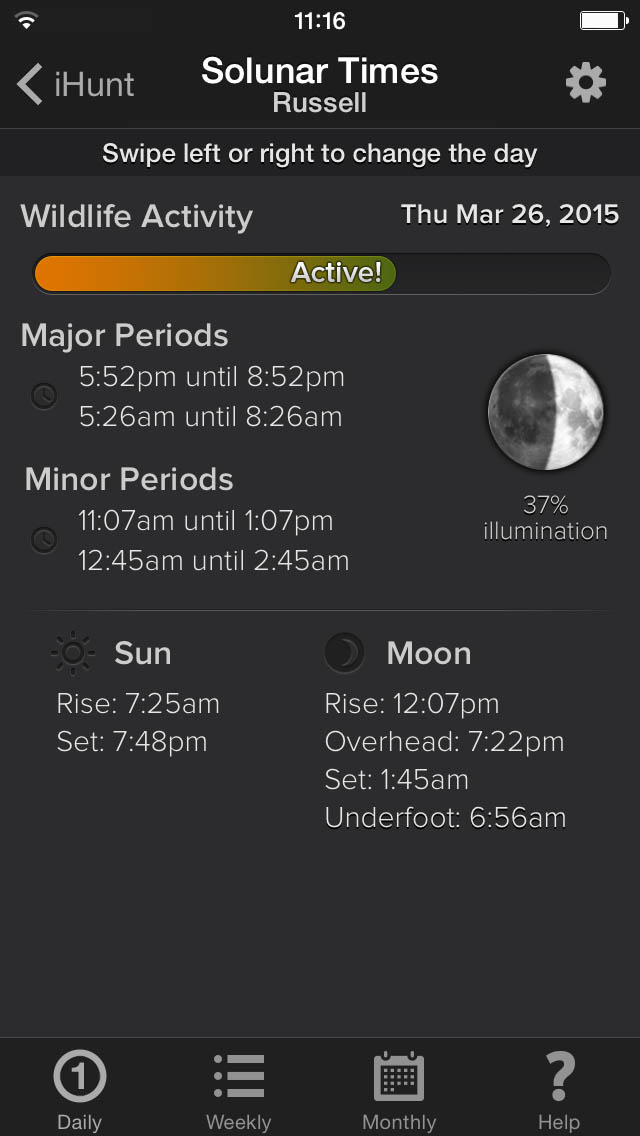 11:16
iHunt
Solunar Times
Russell
Swipe left or right to change the day
Wildlife Activity
Thu Mar 26, 2015
Active!
Major Periods
5:52pm until 8:52pm
5:26am until 8:26am
Minor Periods
11:07am until 1:07pm
12:45am until 2:45am
37%
illumination
Sun
Rise: 7:25am
Set: 7:48pm
Moon
Rise: 12:07pm
Overhead: 7:22pm
Set: 1:45am
Underfoot: 6:56am
1
Daily
Weekly
Monthly
?
Help